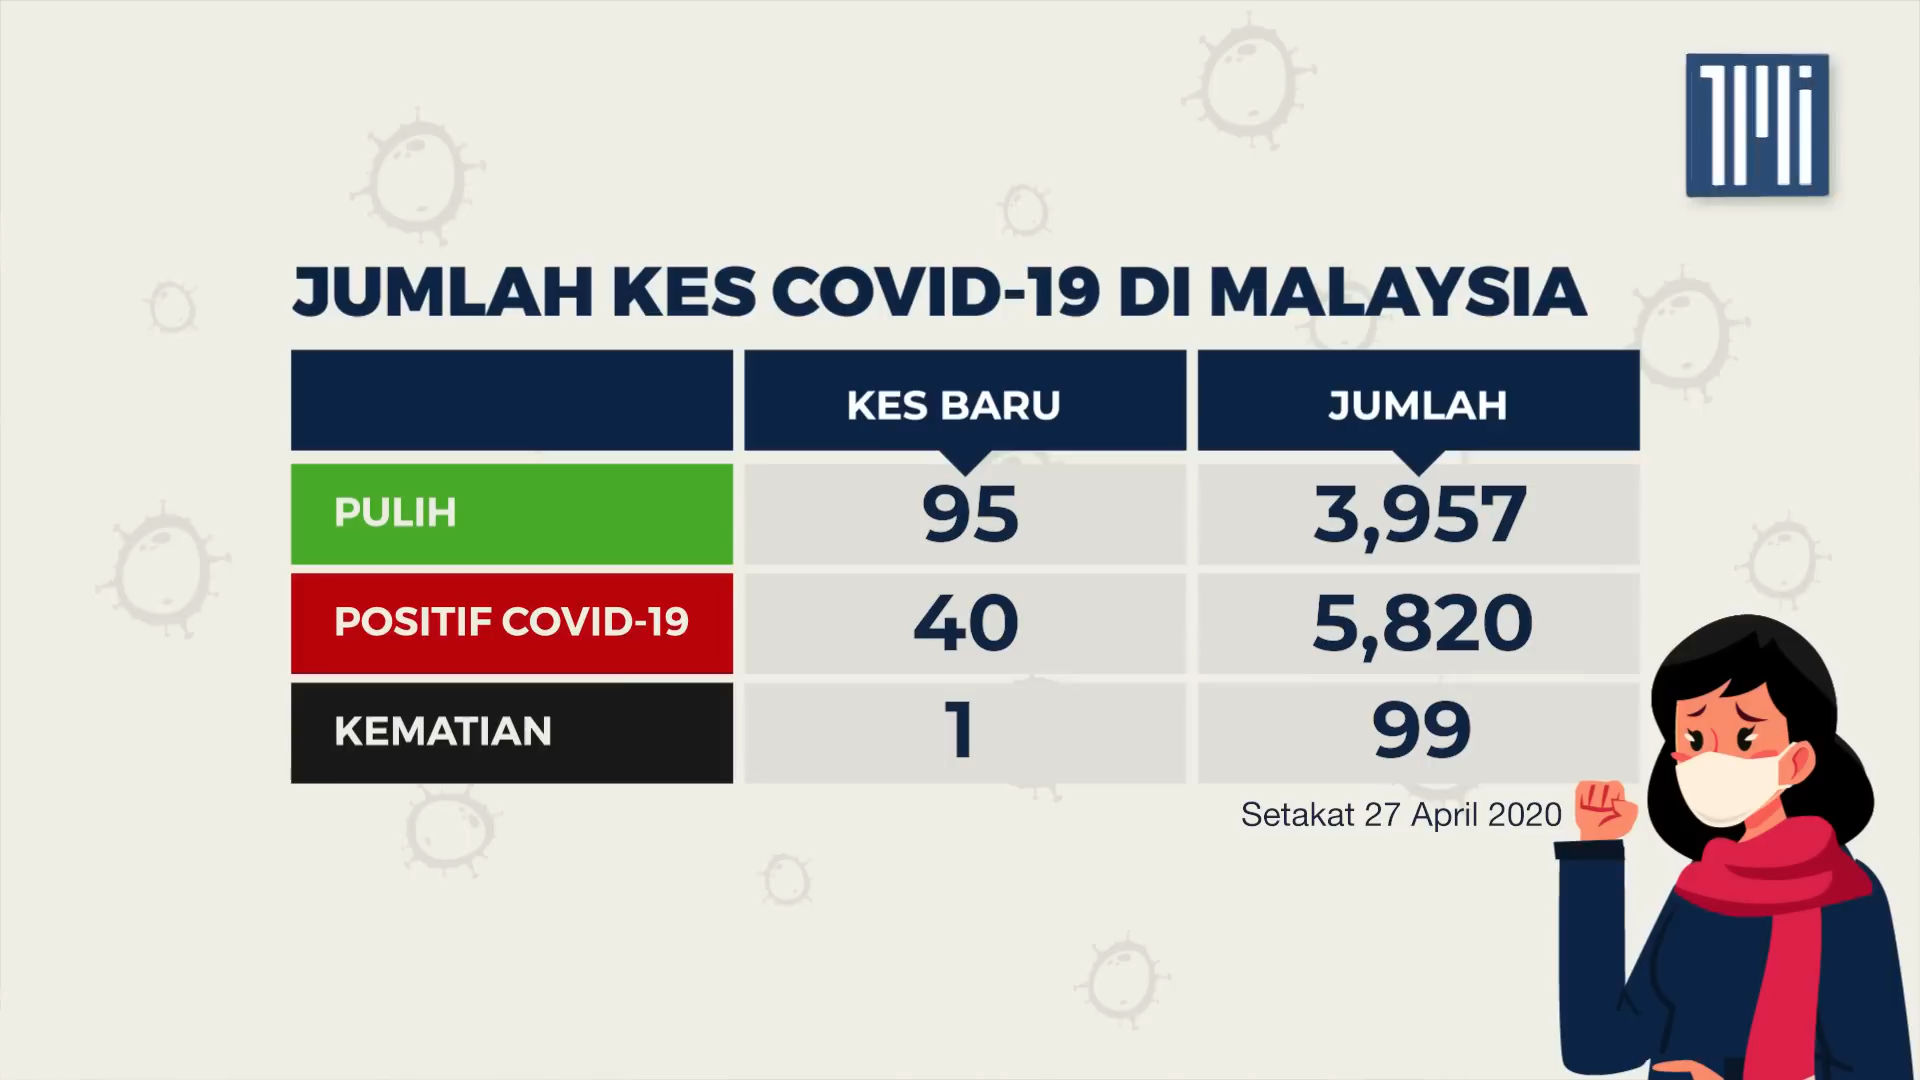 TMi
JUMLAH KES COVID-19 DI MALAYSIA
KES BARU JUMLAH
PULIH 95 3,957
POSITIF COVID-19 40 5,820
KEMATIAN 1 99
Setakat 27 April 2020